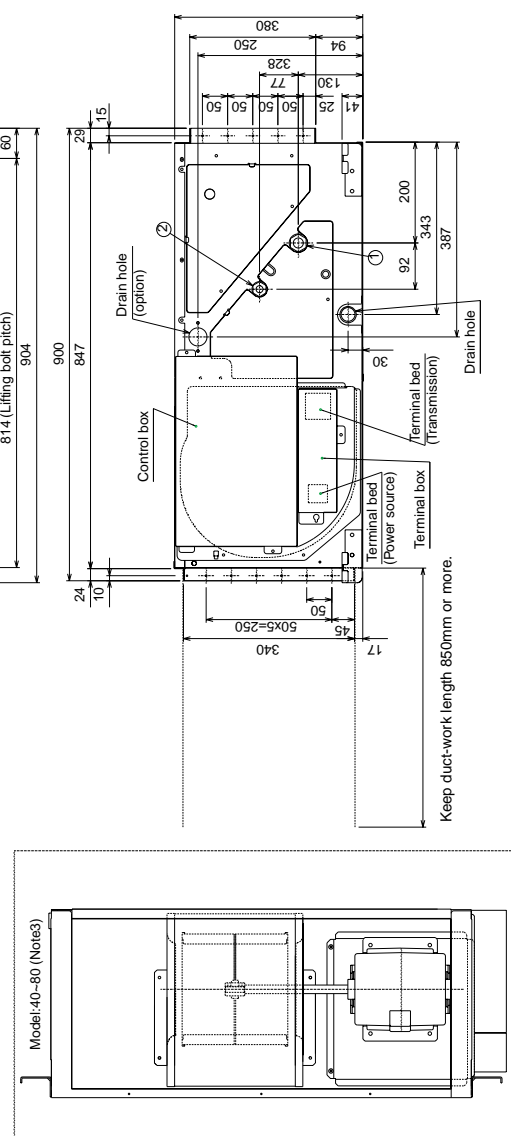 380
250
94
328
77
130
50
50
50
50
25
41
15
29
60
814 (Lifting bolt pitch)
904
900
847
24
10
200
343
387
92
30
②
①
Drain hole
(option)
Control box
Drain hole
Terminal bed
(Transmission)
Terminal box
Terminal bed
(Power source)
50
50x5=250
45
340
17
Keep duct-work length 850mm or more.
Model:40~80 (Note3)